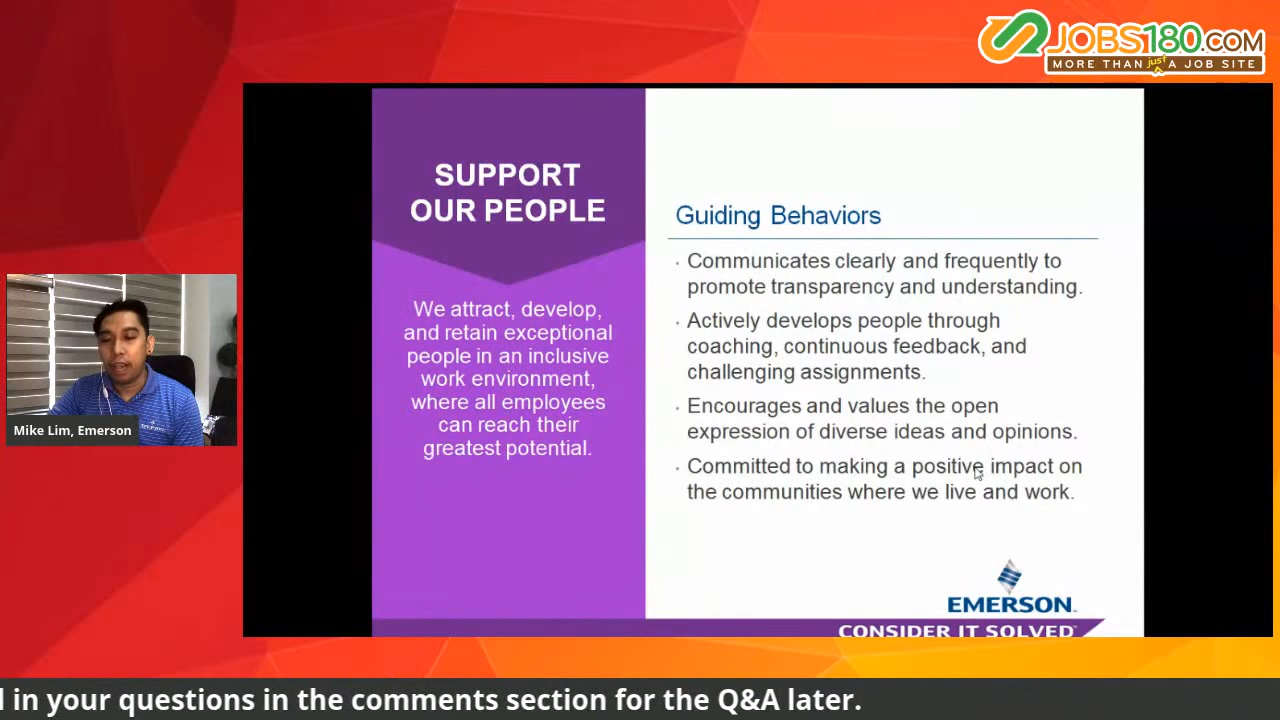 JOBS180.COM
MORE THAN just A JOB SITE
SUPPORT
OUR PEOPLE
We attract, develop,
and retain exceptional
people in an inclusive
work environment,
where all employees
can reach their
greatest potential.
Guiding Behaviors
· Communicates clearly and frequently to
promote transparency and understanding.
· Actively develops people through
coaching, continuous feedback, and
challenging assignments.
· Encourages and values the open
expression of diverse ideas and opinions.
· Committed to making a positive impact on
the communities where we live and work.
EMERSON
CONSIDER IT SOLVED™
Mike Lim, Emerson
in your questions in the comments section for the Q&A later.